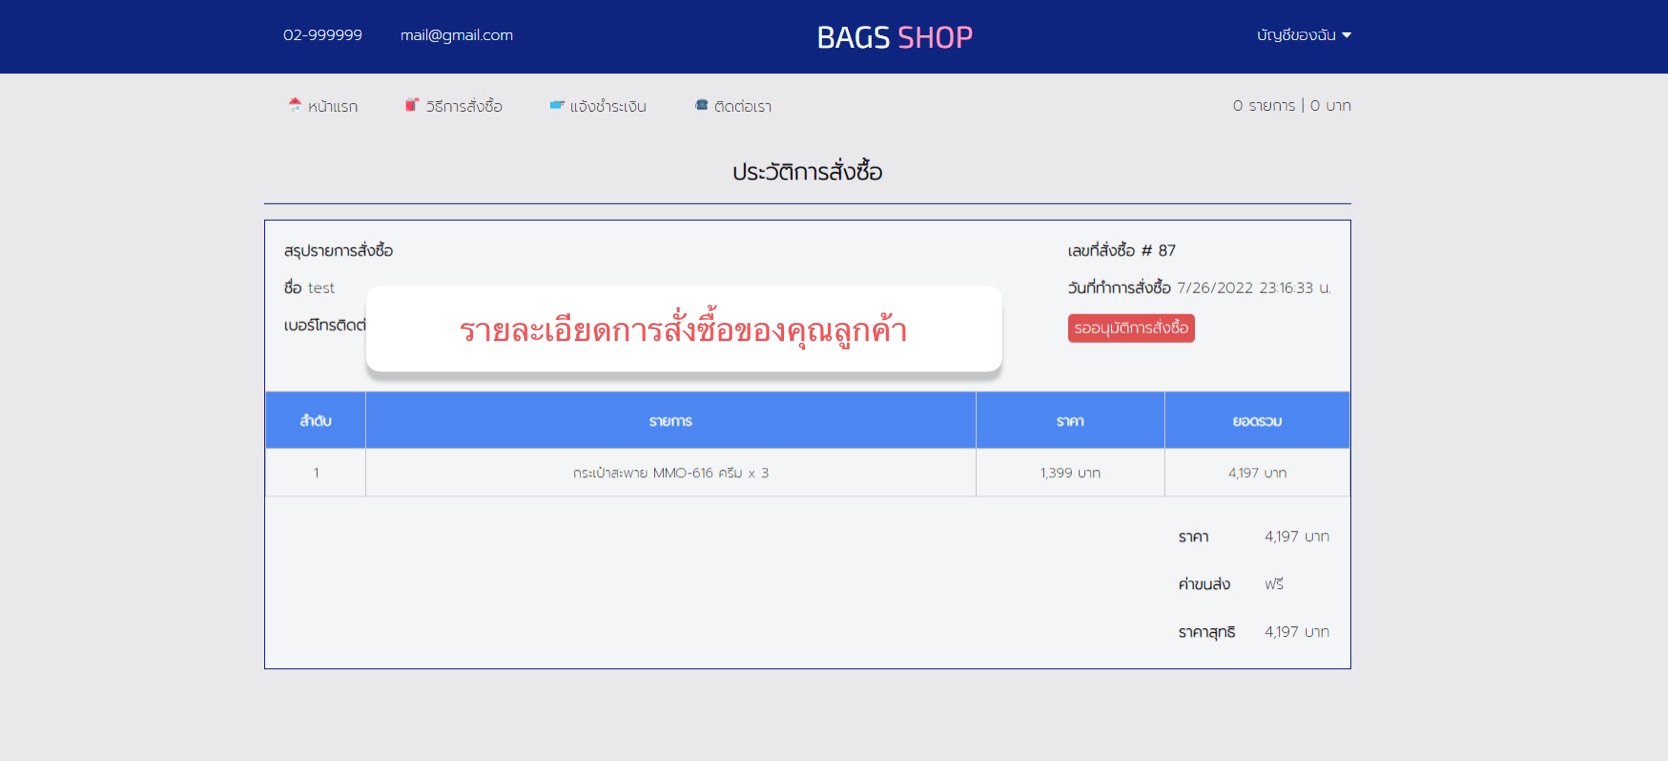 02-999999 mail@gmail.com BAGS SHOP บัญชีของฉัน
หน้าแรก วิธีการสั่งซื้อ แจ้งชำระเงิน ติดต่อเรา 0 รายการ | 0 บาท
ประวัติการสั่งซื้อ
สรุปรายการสั่งซื้อ เลขที่สั่งซื้อ # 87
ชื่อ test วันที่ทำการสั่งซื้อ 7/26/2022 23:16:33 น.
เบอร์โทรติดต่ รออนุมัติการสั่งซื้อ
รายละเอียดการสั่งซื้อของคุณลูกค้า
ลำดับ รายการ ราคา ยอดรวม
1 กระเป๋าสะพาย MMO-616 ครีม x 3 1,399 บาท 4,197 บาท
ราคา 4,197 บาท
ค่าขนส่ง ฟรี
ราคาสุทธิ 4,197 บาท